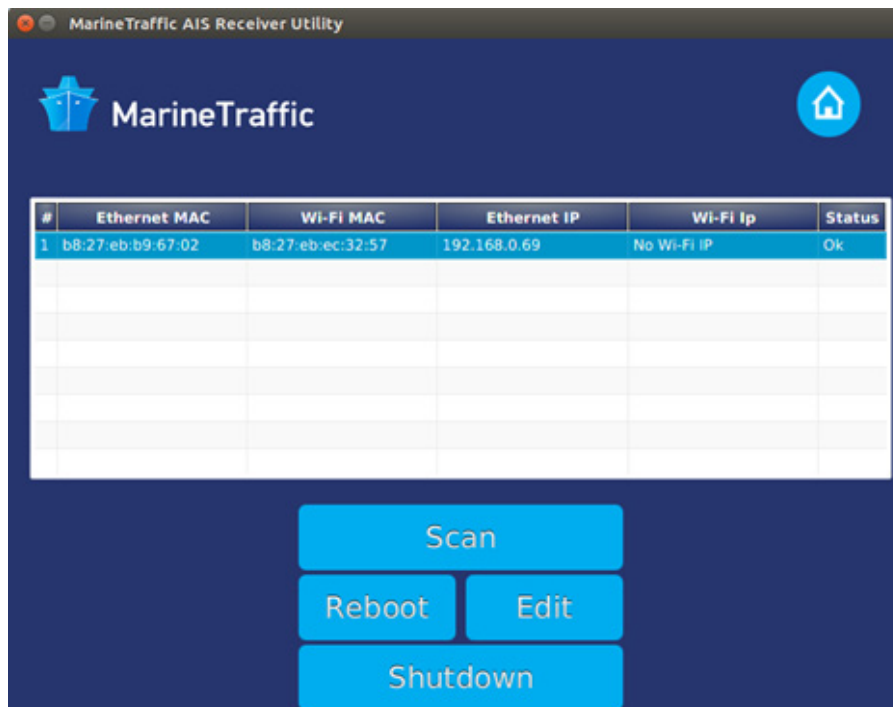 MarineTraffic AIS Receiver Utility
MarineTraffic
# Ethernet MAC Wi-Fi MAC Ethernet IP Wi-Fi Ip Status
1 b8:27:eb:b9:67:02 b8:27:eb:ec:32:57 192.168.0.69 No Wi-Fi IP Ok
Scan
Reboot Edit
Shutdown